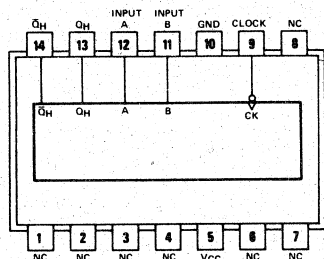 INPUT INPUT
Q̅H QH A B GND CLOCK NC
14 13 12 11 10 9 8
Q̅H QH A B CK
1 2 3 4 5 6 7
NC NC NC NC VCC NC NC